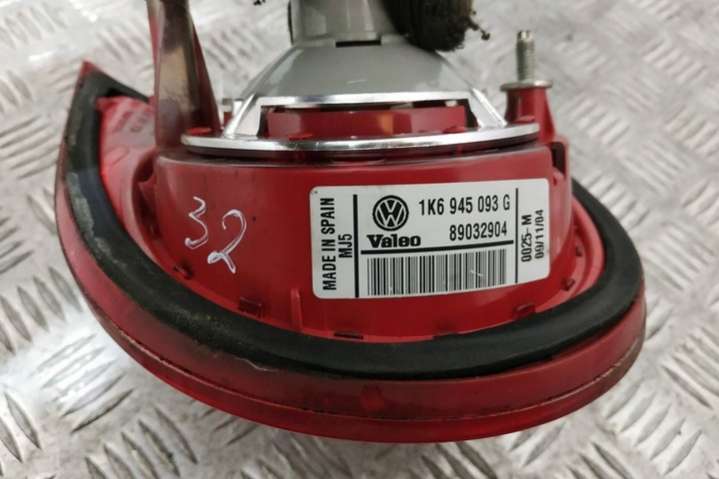 32
MADE IN SPAIN
MJ5
1K6 945 093 G
Valeo
89032904
0025-M
09/11/04